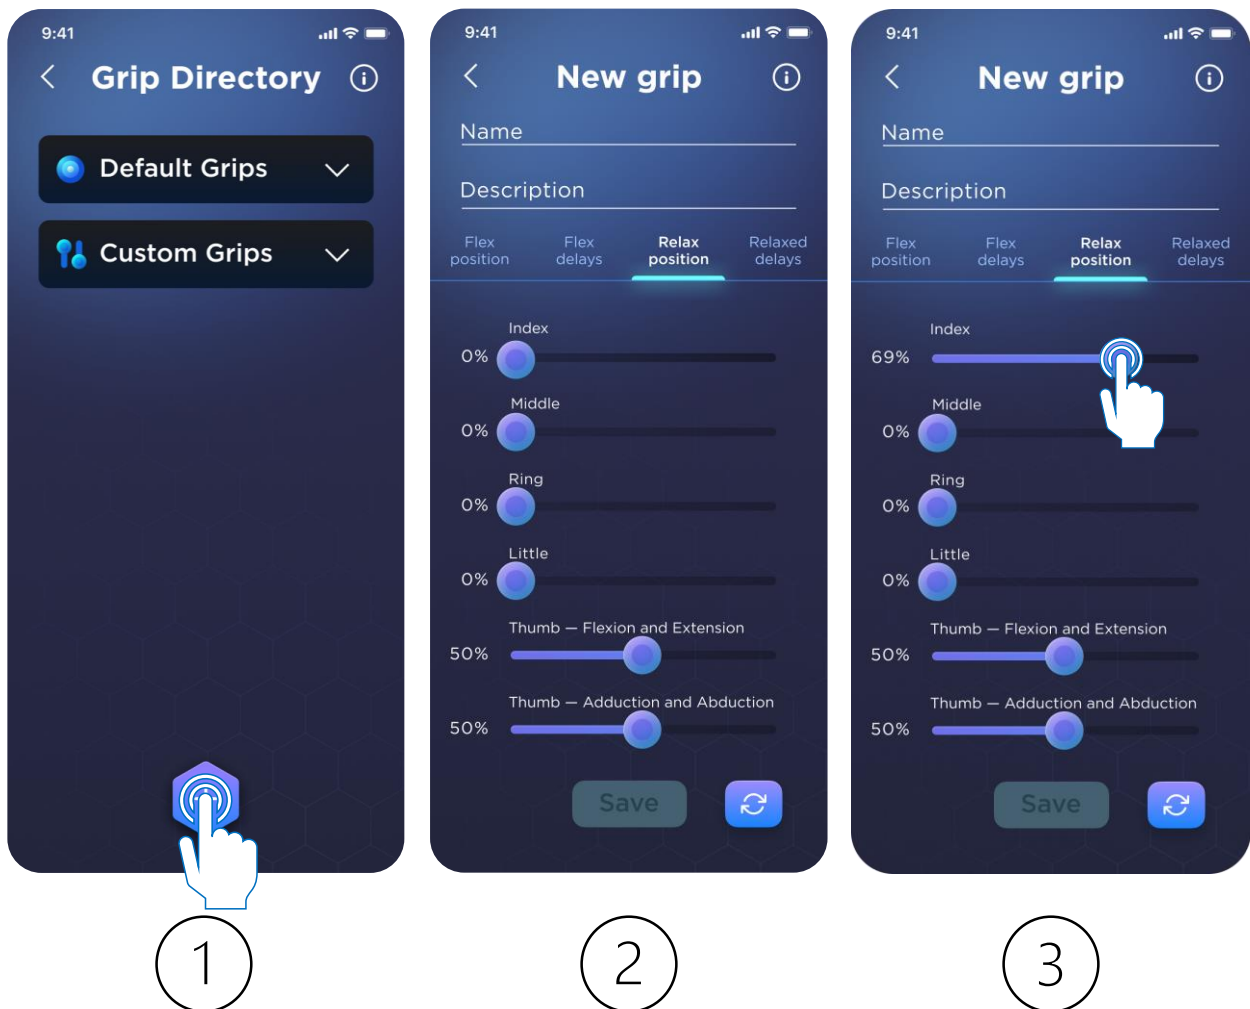 9:41
Grip Directory
Default Grips
Custom Grips
1
9:41
New grip
Name
Description
Flex position
Flex delays
Relax position
Relaxed delays
Index
0%
Middle
0%
Ring
0%
Little
0%
Thumb — Flexion and Extension
50%
Thumb — Adduction and Abduction
50%
Save
2
9:41
New grip
Name
Description
Flex position
Flex delays
Relax position
Relaxed delays
Index
69%
Middle
0%
Ring
0%
Little
0%
Thumb — Flexion and Extension
50%
Thumb — Adduction and Abduction
50%
Save
3